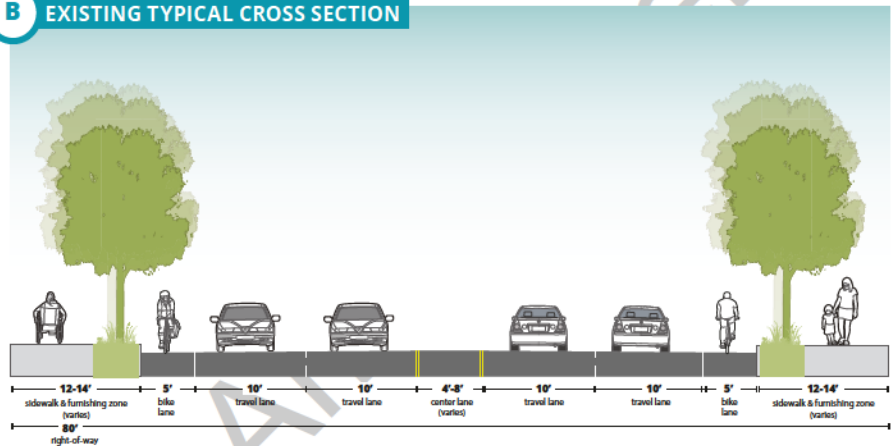 B EXISTING TYPICAL CROSS SECTION
12-14' 5' 10' 10' 4'-8' 10' 10' 5' 12-14'
sidewalk & furnishing zone
(varies)
bike
lane
travel lane
travel lane
center lane
(varies)
travel lane
travel lane
bike
lane
sidewalk & furnishing zone
(varies)
80'
right-of-way